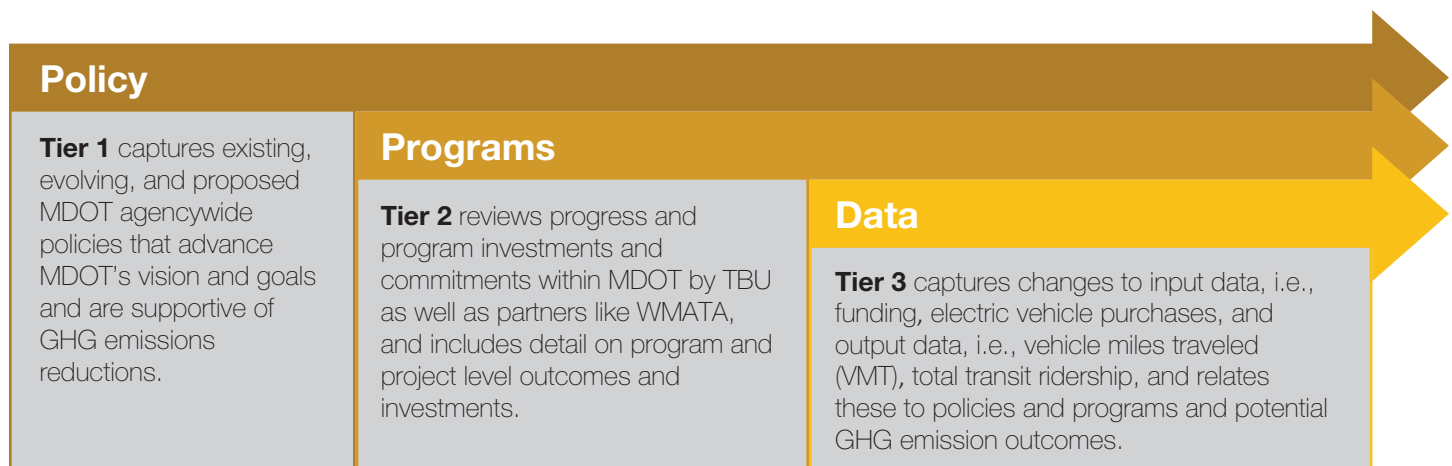 Policy
Tier 1 captures existing,
evolving, and proposed
MDOT agencywide
policies that advance
MDOT’s vision and goals
and are supportive of
GHG emissions
reductions.
Programs
Tier 2 reviews progress and
program investments and
commitments within MDOT by TBU
as well as partners like WMATA,
and includes detail on program and
project level outcomes and
investments.
Data
Tier 3 captures changes to input data, i.e.,
funding, electric vehicle purchases, and
output data, i.e., vehicle miles traveled
(VMT), total transit ridership, and relates
these to policies and programs and potential
GHG emission outcomes.